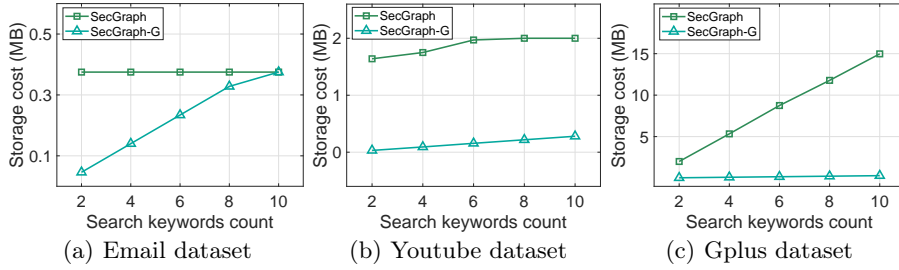 SecGraph
SecGraph-G
Storage cost (MB)
0.5
0.3
0.1
2 4 6 8 10
Search keywords count
(a) Email dataset
SecGraph
SecGraph-G
Storage cost (MB)
2
1
0
2 4 6 8 10
Search keywords count
(b) Youtube dataset
SecGraph
SecGraph-G
Storage cost (MB)
15
10
5
2 4 6 8 10
Search keywords count
(c) Gplus dataset